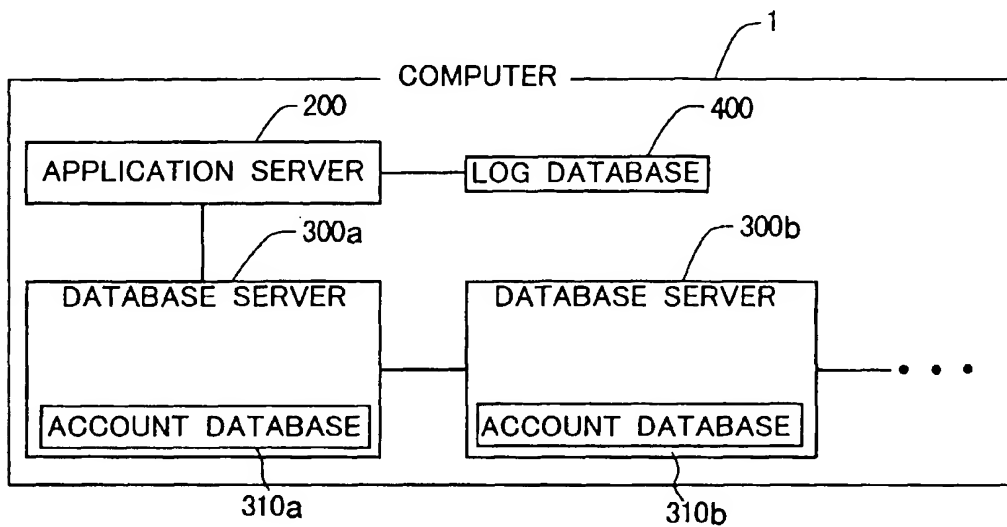 1
COMPUTER
200
400
APPLICATION SERVER
LOG DATABASE
300a
300b
DATABASE SERVER
DATABASE SERVER
ACCOUNT DATABASE
ACCOUNT DATABASE
310a
310b